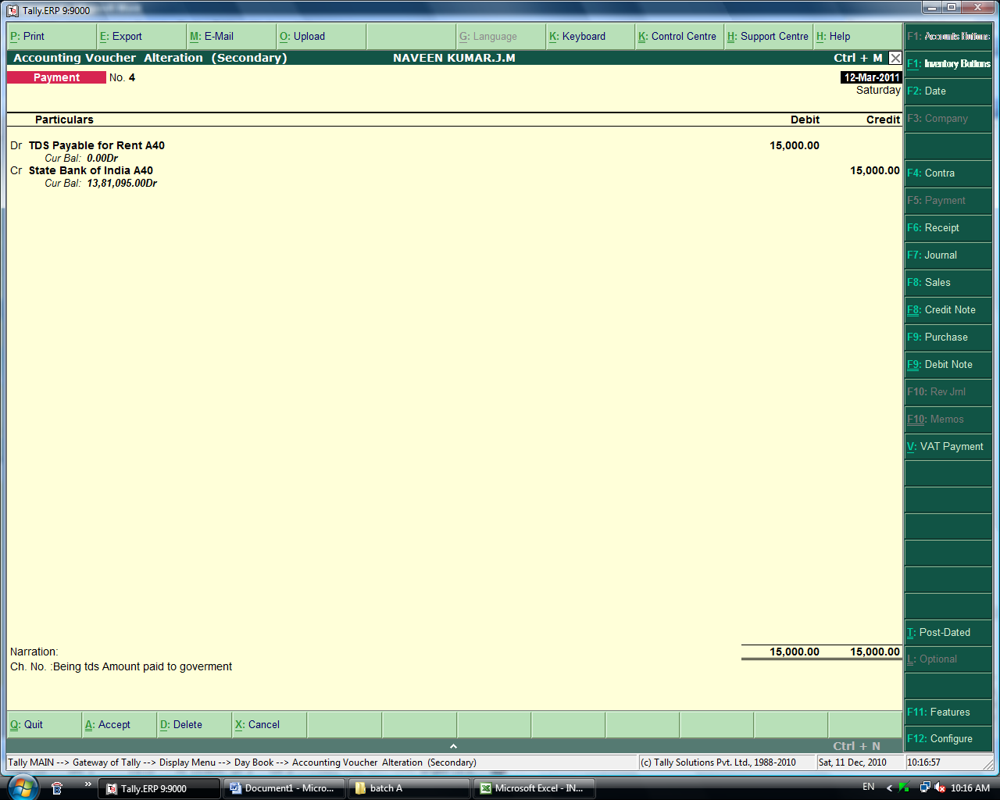 Tally.ERP 9:9000
P: Print E: Export M: E-Mail O: Upload G: Language K: Keyboard K: Control Centre H: Support Centre H: Help
Accounting Voucher Alteration (Secondary) NAVEEN KUMAR.J.M Ctrl + M
Payment No. 4 12-Mar-2011
Saturday
Particulars Debit Credit
Dr TDS Payable for Rent A40 15,000.00
Cur Bal: 0.00Dr
Cr State Bank of India A40 15,000.00
Cur Bal: 13,81,095.00Dr
Narration: 15,000.00 15,000.00
Ch. No. :Being tds Amount paid to goverment
F1: Accounts Buttons
F1: Inventory Buttons
F2: Date
F3: Company
F4: Contra
F5: Payment
F6: Receipt
F7: Journal
F8: Sales
F8: Credit Note
F9: Purchase
F9: Debit Note
F10: Rev Jrnl
F10: Memos
V: VAT Payment
T: Post-Dated
L: Optional
F11: Features
F12: Configure
Q: Quit A: Accept D: Delete X: Cancel
Ctrl + N
Tally MAIN --> Gateway of Tally --> Display Menu --> Day Book --> Accounting Voucher Alteration (Secondary) (c) Tally Solutions Pvt. Ltd., 1988-2010 Sat, 11 Dec, 2010 10:16:57
Tally.ERP 9:9000 Document1 - Micro... batch A Microsoft Excel - IN... EN 10:16 AM